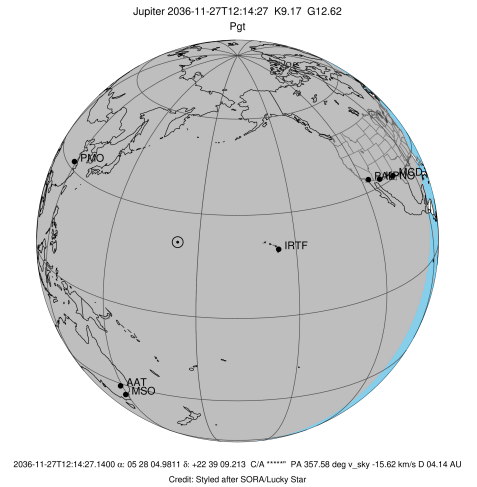 Jupiter 2036-11-27T12:14:27 K9.17 G12.62
Pgt
PMO
MGD
IRTF
AAT
MSO
2036-11-27T12:14:27.1400 α: 05 28 04.9811 δ: +22 39 09.213 C/A *****" PA 357.58 deg v_sky -15.62 km/s D 04.14 AU
Credit: Styled after SORA/Lucky Star